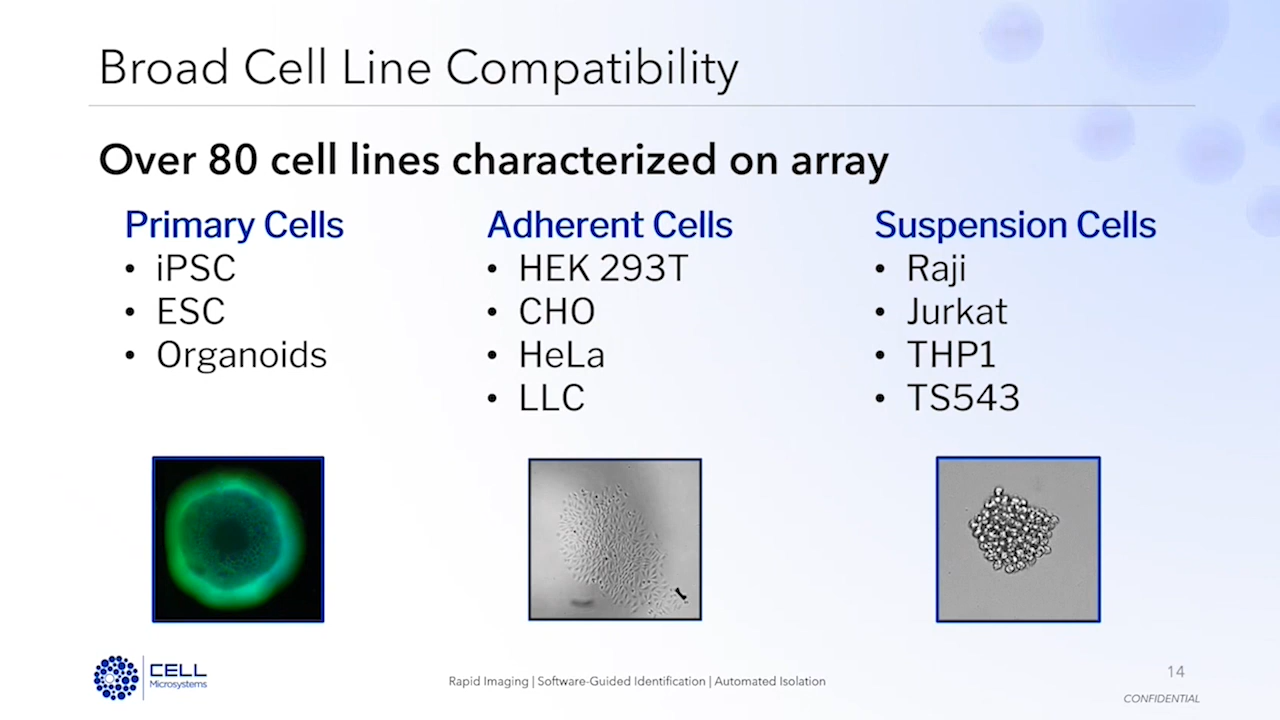 Broad Cell Line Compatibility
Over 80 cell lines characterized on array
Primary Cells
• iPSC
• ESC
• Organoids
Adherent Cells
• HEK 293T
• CHO
• HeLa
• LLC
Suspension Cells
• Raji
• Jurkat
• THP1
• TS543
CELL
Microsystems
Rapid Imaging | Software-Guided Identification | Automated Isolation
14
CONFIDENTIAL